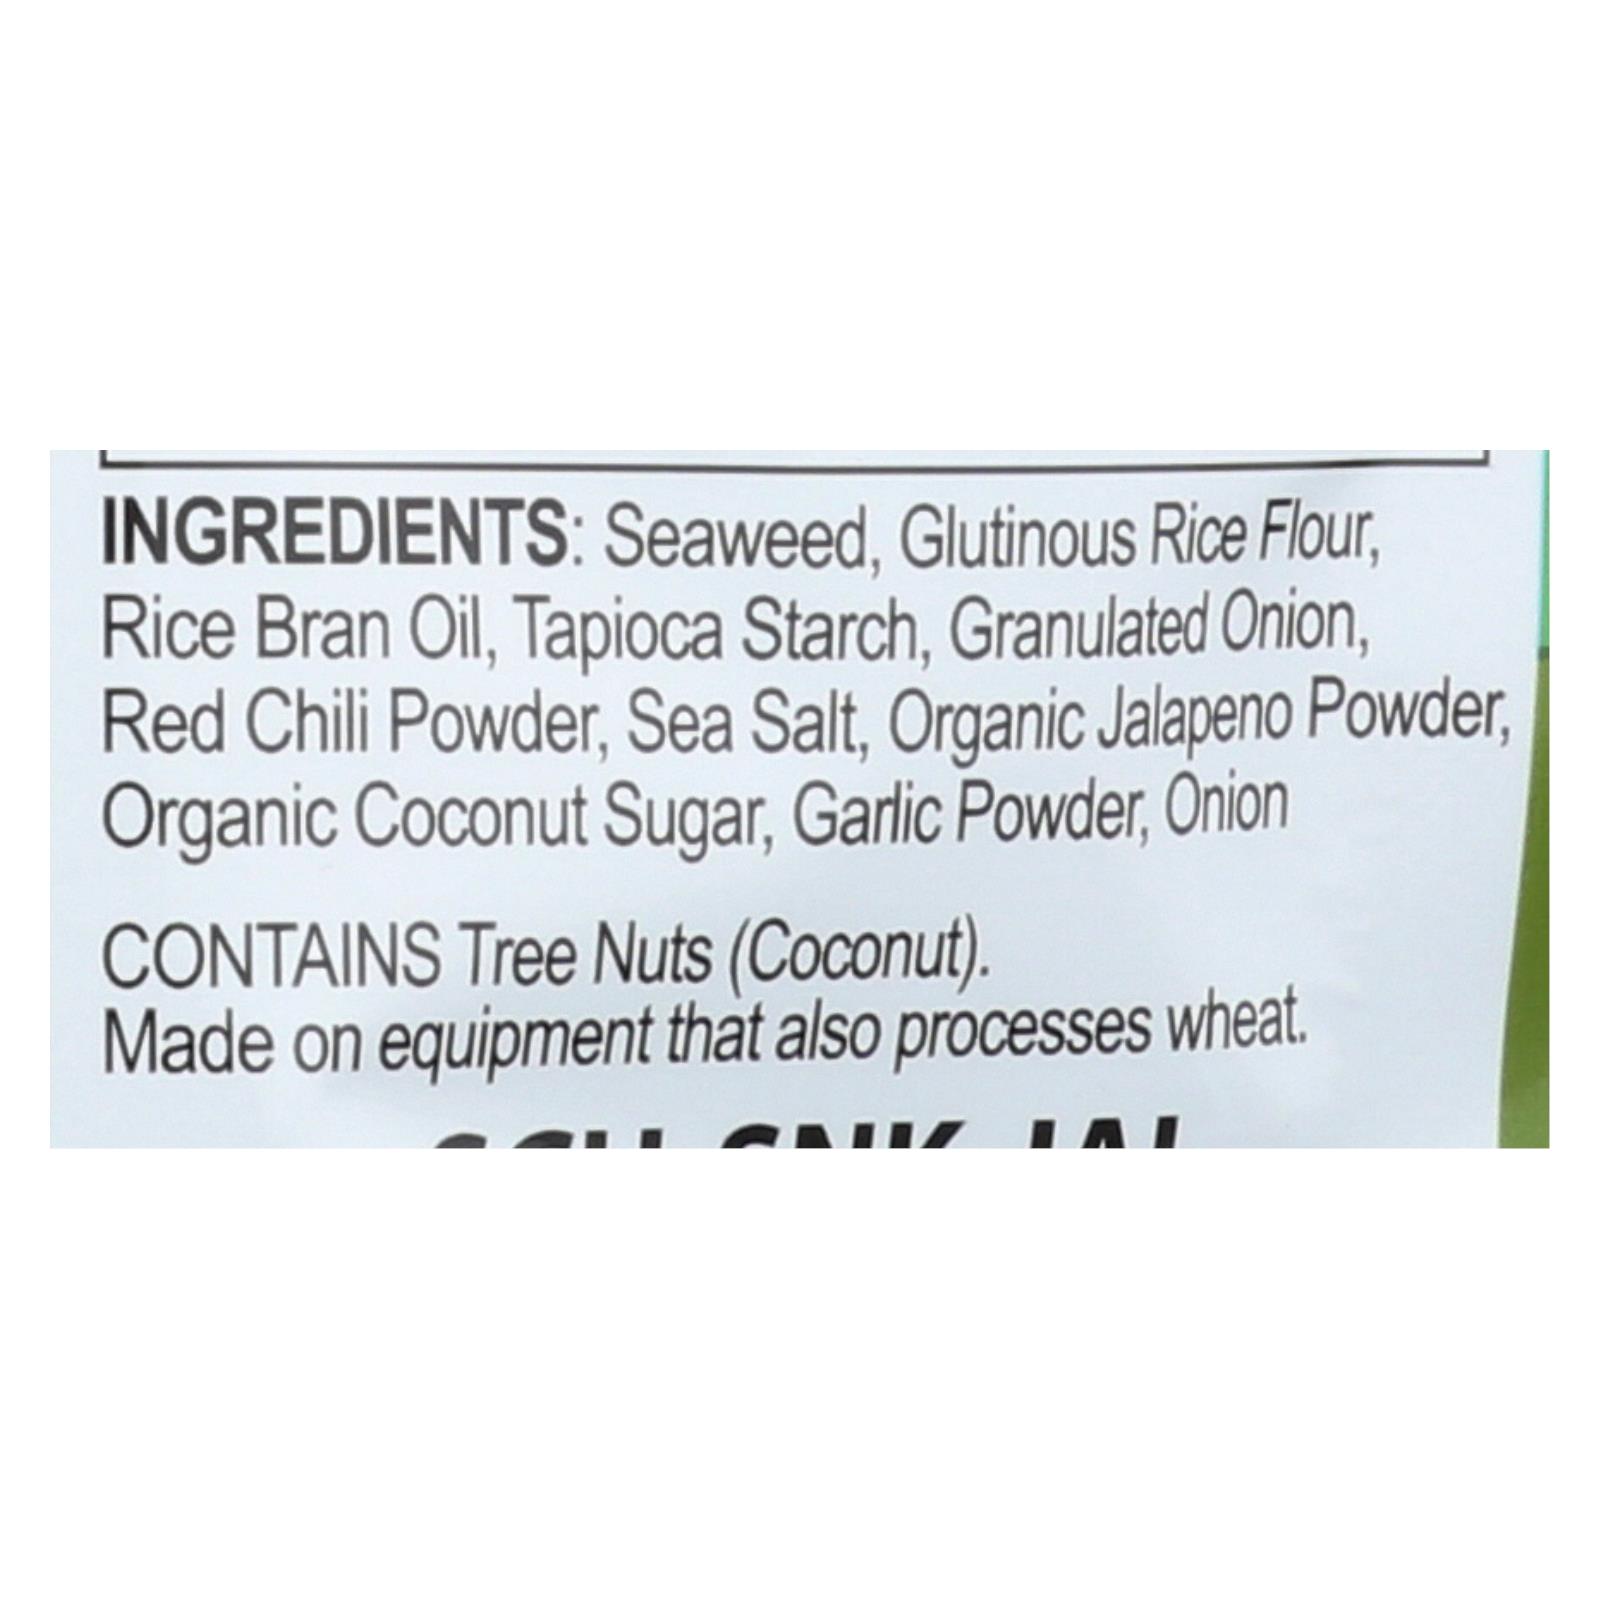 INGREDIENTS: Seaweed, Glutinous Rice Flour,
Rice Bran Oil, Tapioca Starch, Granulated Onion,
Red Chili Powder, Sea Salt, Organic Jalapeno Powder,
Organic Coconut Sugar, Garlic Powder, Onion
CONTAINS Tree Nuts (Coconut).
Made on equipment that also processes wheat.